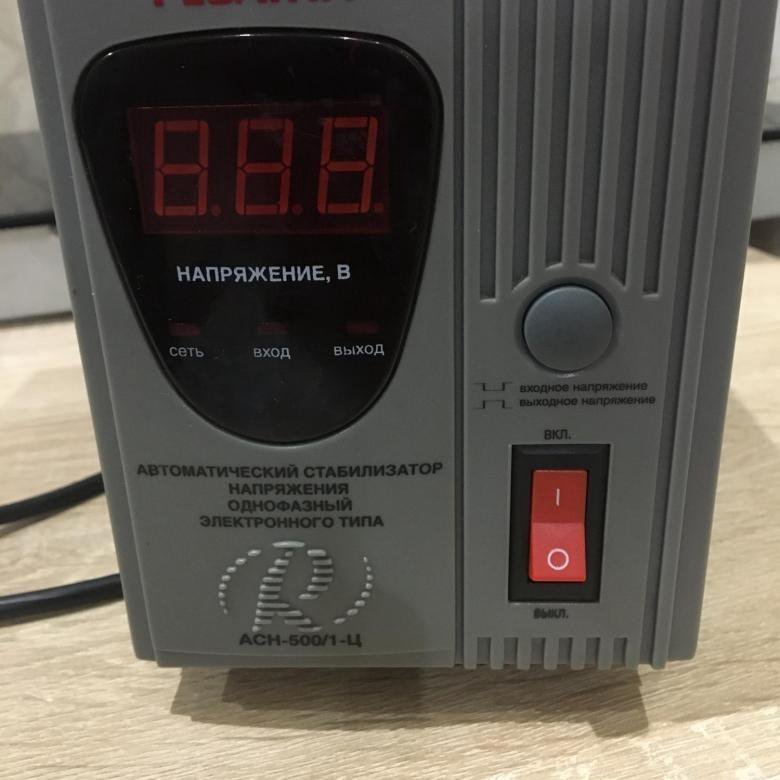 НАПРЯЖЕНИЕ, В
сеть вход выход
входное напряжение
выходное напряжение
ВКЛ.
I
O
ВЫКЛ.
АВТОМАТИЧЕСКИЙ СТАБИЛИЗАТОР
НАПРЯЖЕНИЯ
ОДНОФАЗНЫЙ
ЭЛЕКТРОННОГО ТИПА
R
АСН-500/1-Ц